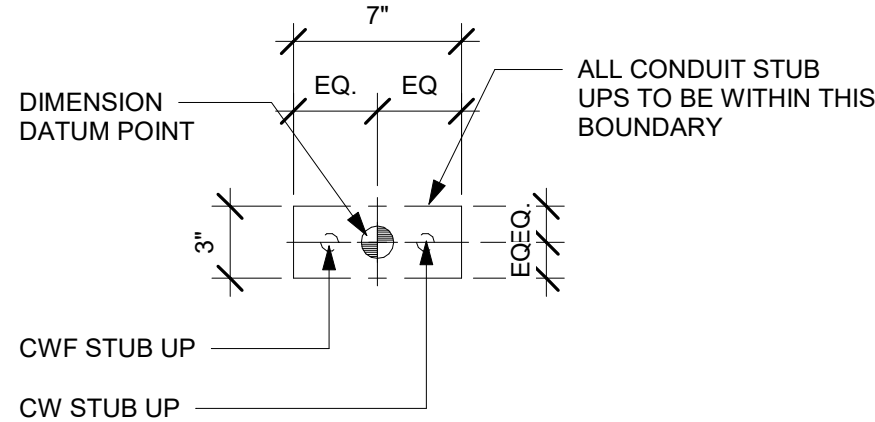 7"
EQ. EQ
DIMENSION
DATUM POINT
ALL CONDUIT STUB
UPS TO BE WITHIN THIS
BOUNDARY
3"
EQ.
EQ
CWF STUB UP
CW STUB UP